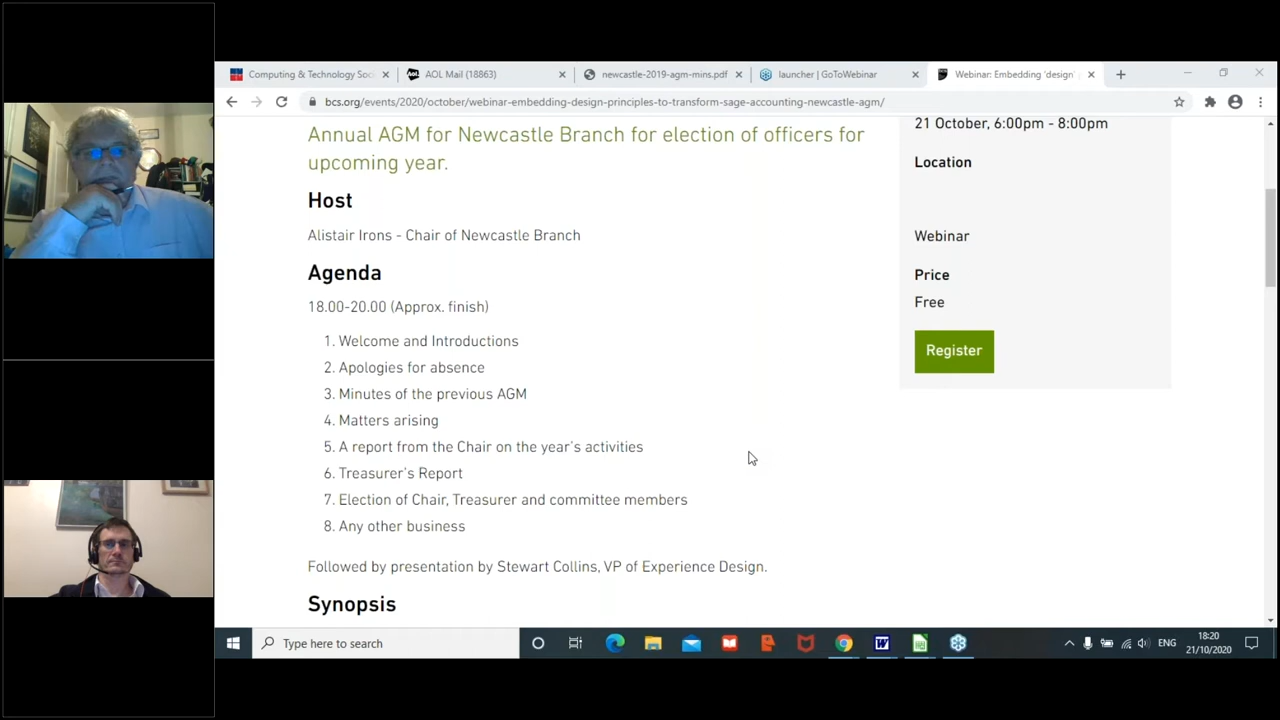 Computing & Technology Soc
AOL Mail (18863)
newcastle-2019-agm-mins.pdf
launcher | GoToWebinar
Webinar: Embedding 'design'
bcs.org/events/2020/october/webinar-embedding-design-principles-to-transform-sage-accounting-newcastle-agm/
Annual AGM for Newcastle Branch for election of officers for
upcoming year.
Host
Alistair Irons - Chair of Newcastle Branch
Agenda
18.00-20.00 (Approx. finish)
1. Welcome and Introductions
2. Apologies for absence
3. Minutes of the previous AGM
4. Matters arising
5. A report from the Chair on the year's activities
6. Treasurer's Report
7. Election of Chair, Treasurer and committee members
8. Any other business
Followed by presentation by Stewart Collins, VP of Experience Design.
Synopsis
21 October, 6:00pm - 8:00pm
Location
Webinar
Price
Free
Register
Type here to search
ENG
18:20
21/10/2020